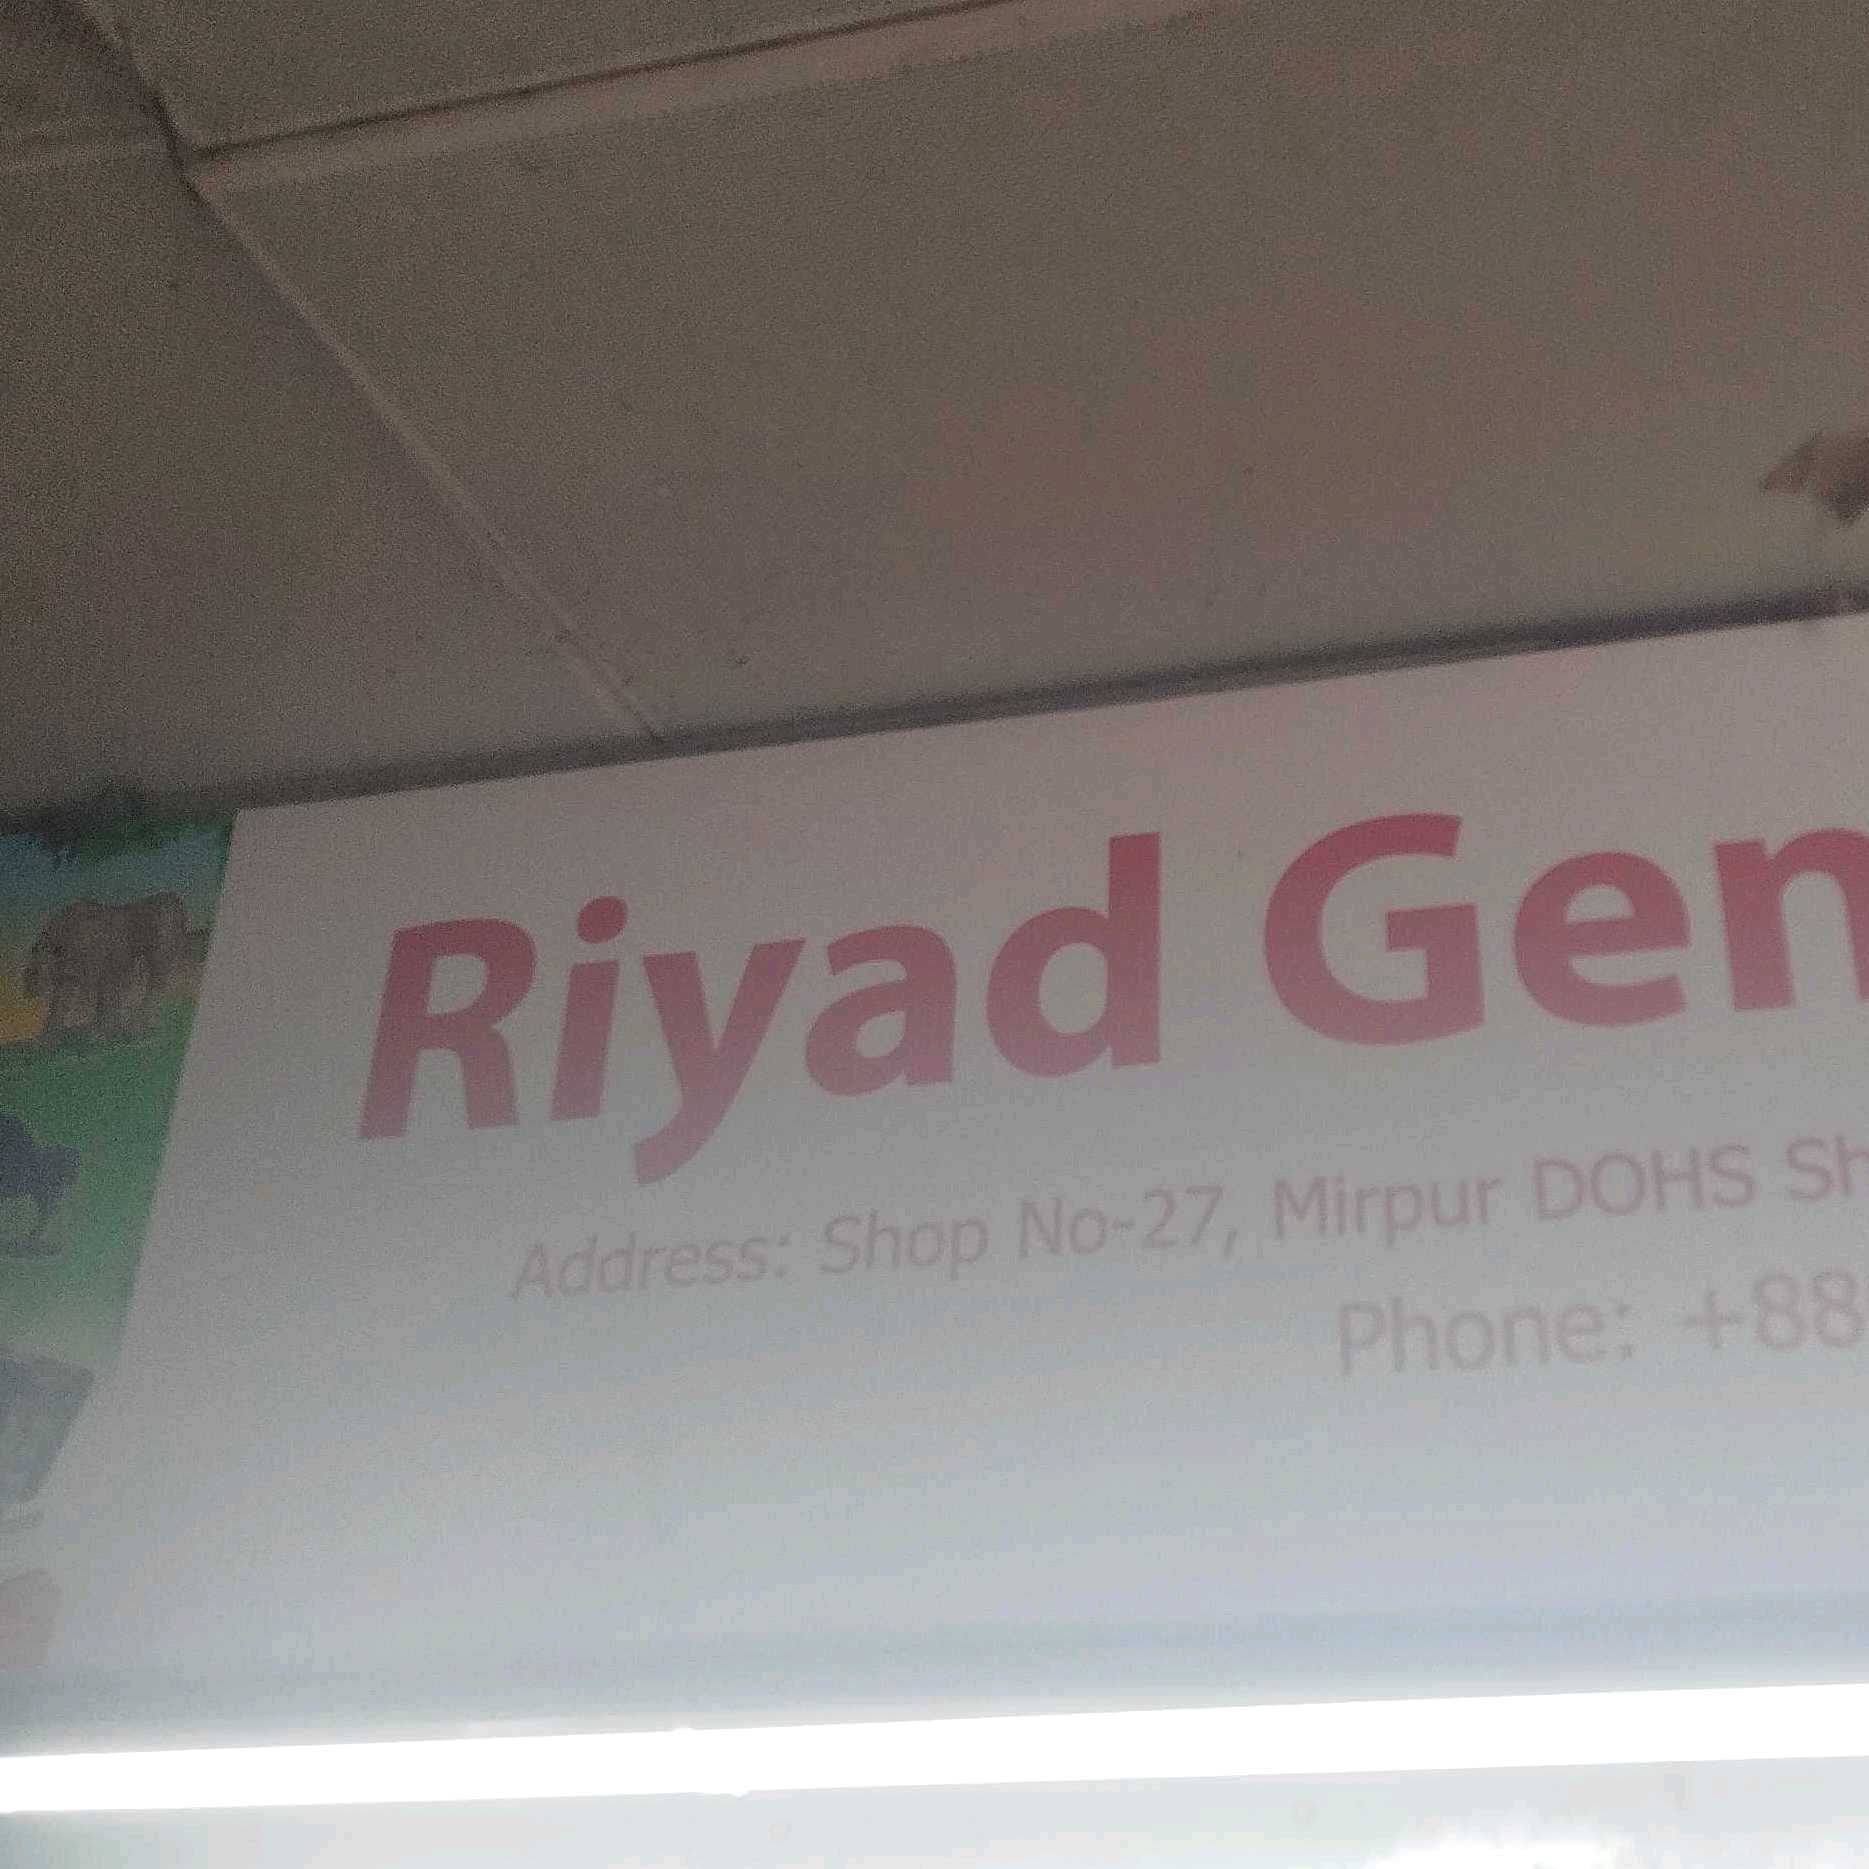 Riyad Gen
Address: Shop No-27, Mirpur DOHS Sh
Phone: +88